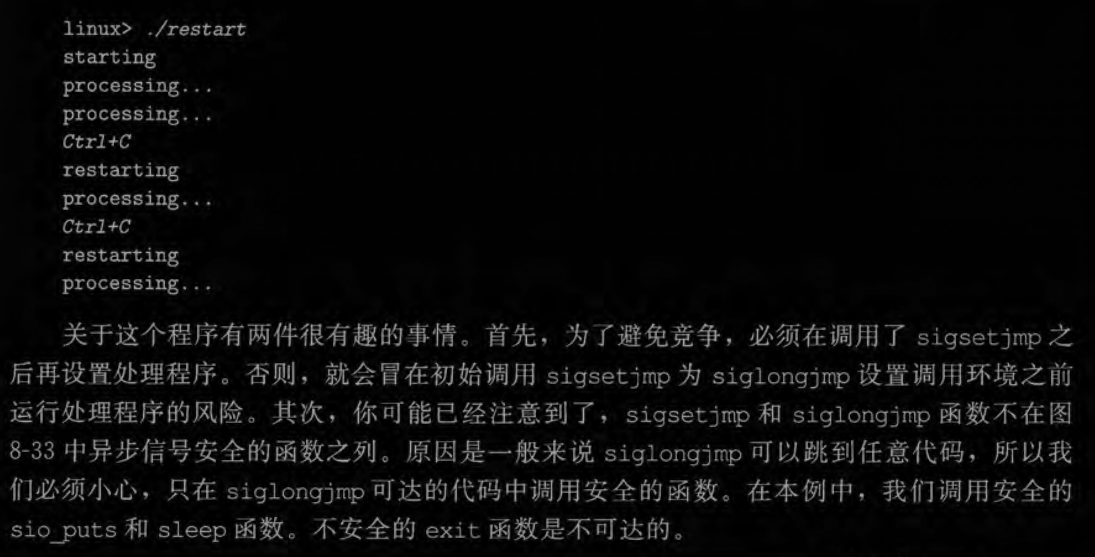 linux> ./restart
starting
processing...
processing...
Ctrl+C
restarting
processing...
Ctrl+C
restarting
processing...
关于这个程序有两件很有趣的事情。首先，为了避免竞争，必须在调用了 sigsetjmp 之
后再设置处理程序。否则，就会冒在初始调用 sigsetjmp 为 siglongjmp 设置调用环境之前
运行处理程序的风险。其次，你可能已经注意到了，sigsetjmp 和 siglongjmp 函数不在图
8-33 中异步信号安全的函数之列。原因是一般来说 siglongjmp 可以跳到任意代码，所以我
们必须小心，只在 siglongjmp 可达的代码中调用安全的函数。在本例中，我们调用安全的
sio_puts 和 sleep 函数。不安全的 exit 函数是不可达的。